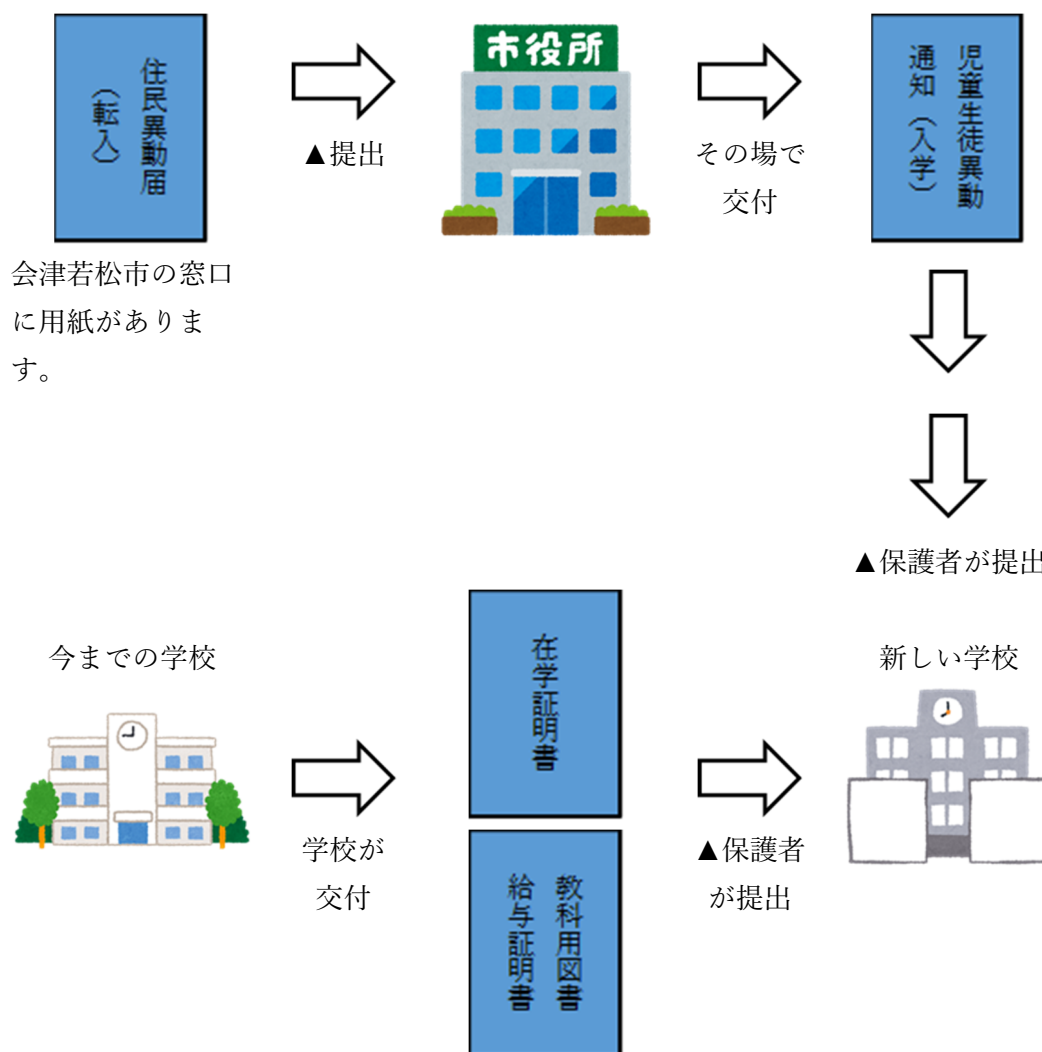 住民異動届
（転入）
▲提出
市役所
その場で
交付
児童生徒異動
通知（入学）
会津若松市の窓口
に用紙がありま
す。
▲保護者が提出
今までの学校
学校が
交付
在学証明書
教科用図書
給与証明書
▲保護者
が提出
新しい学校